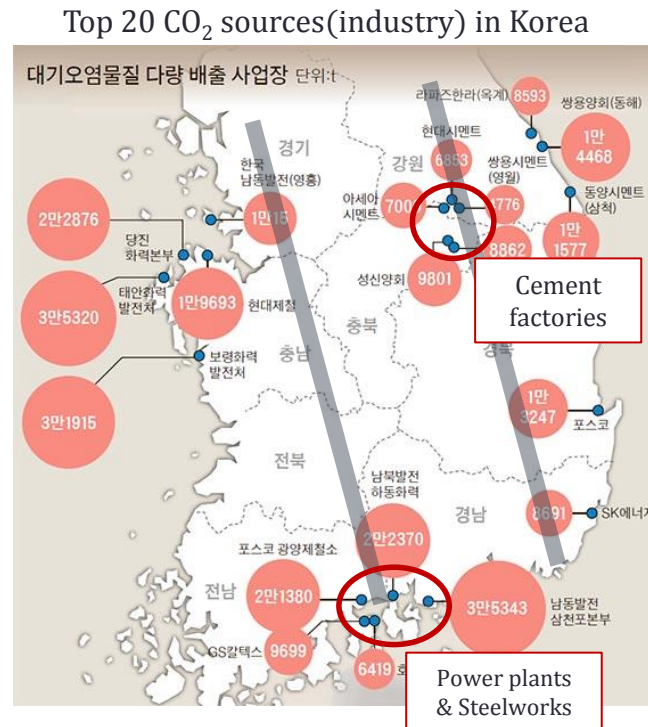 Top 20 CO₂ sources(industry) in Korea
대기오염물질 다량 배출 사업장 단위:t
라파즈한라(옥계)
8593
쌍용양회(동해)
1만
4468
경기
강원
현대시멘트
6853
한국
남동발전(영흥)
1만15
아세아
시멘트
700
쌍용시멘트
(영월)
4776
동양시멘트
(삼척)
1만
1577
2만2876
당진
화력본부
8862
성신양회
9801
Cement
factories
태안화력
발전처
3만5320
1만9693
현대제철
충북
충남
경북
보령화력
발전처
3만1915
1만
3247
포스코
전북
남북발전
하동화력
2만2370
경남
8691
SK에너지
포스코 광양제철소
전남
2만1380
3만5343
남동발전
삼천포본부
GS칼텍스
9699
6419
Power plants
& Steelworks